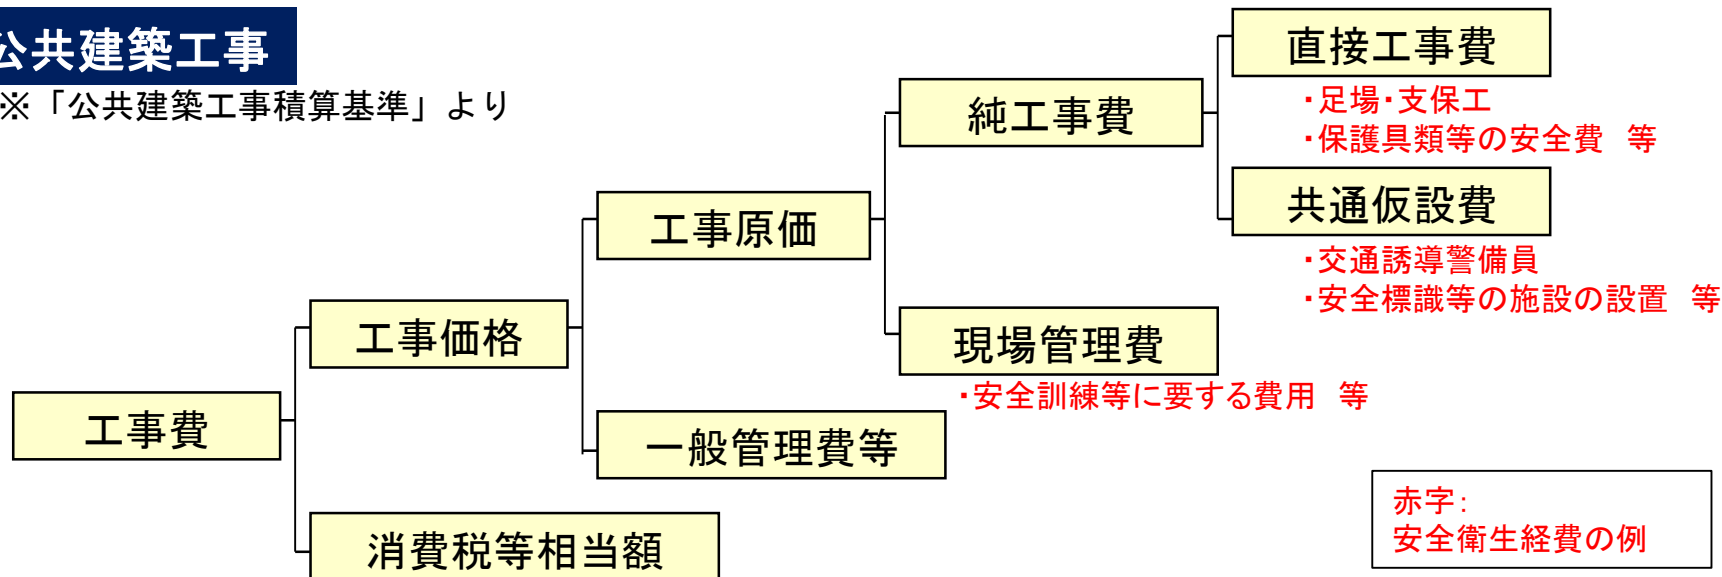 公共建築工事
※「公共建築工事積算基準」より
直接工事費
・足場・支保工
・保護具類等の安全費　等
純工事費
共通仮設費
・交通誘導警備員
・安全標識等の施設の設置　等
工事原価
現場管理費
・安全訓練等に要する費用　等
工事価格
一般管理費等
工事費
消費税等相当額
赤字：
安全衛生経費の例